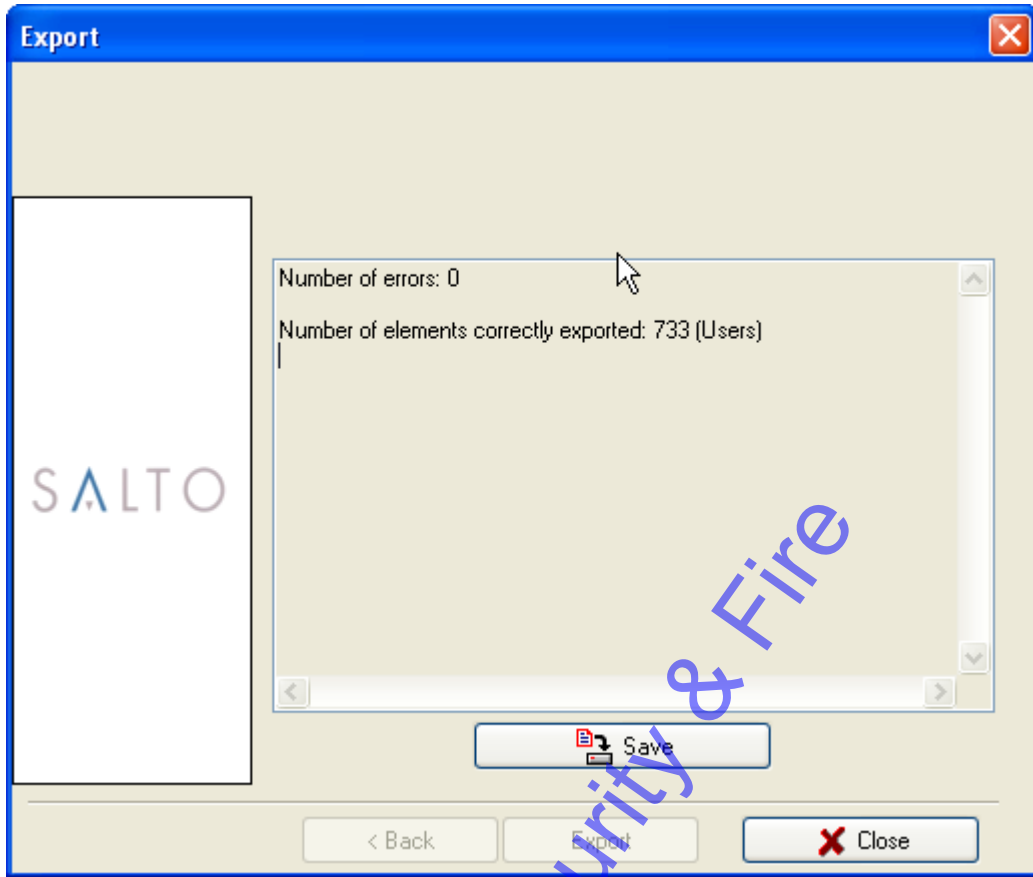 Export
Number of errors: 0
Number of elements correctly exported: 733 (Users)
SALTO
Save
< Back
Export
Close
& Fire